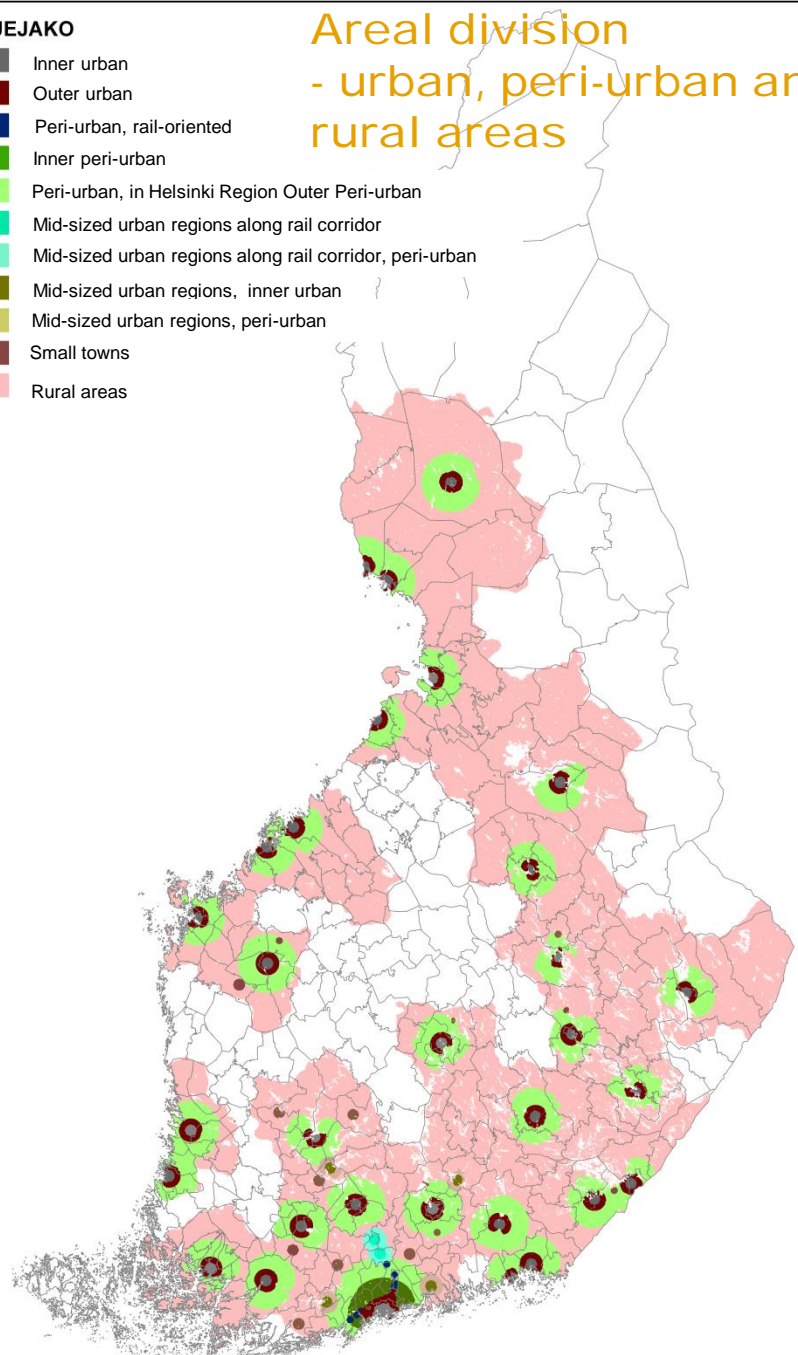 JEJAKO
Areal division
- urban, peri-urban an
rural areas
Inner urban
Outer urban
Peri-urban, rail-oriented
Inner peri-urban
Peri-urban, in Helsinki Region Outer Peri-urban
Mid-sized urban regions along rail corridor
Mid-sized urban regions along rail corridor, peri-urban
Mid-sized urban regions, inner urban
Mid-sized urban regions, peri-urban
Small towns
Rural areas